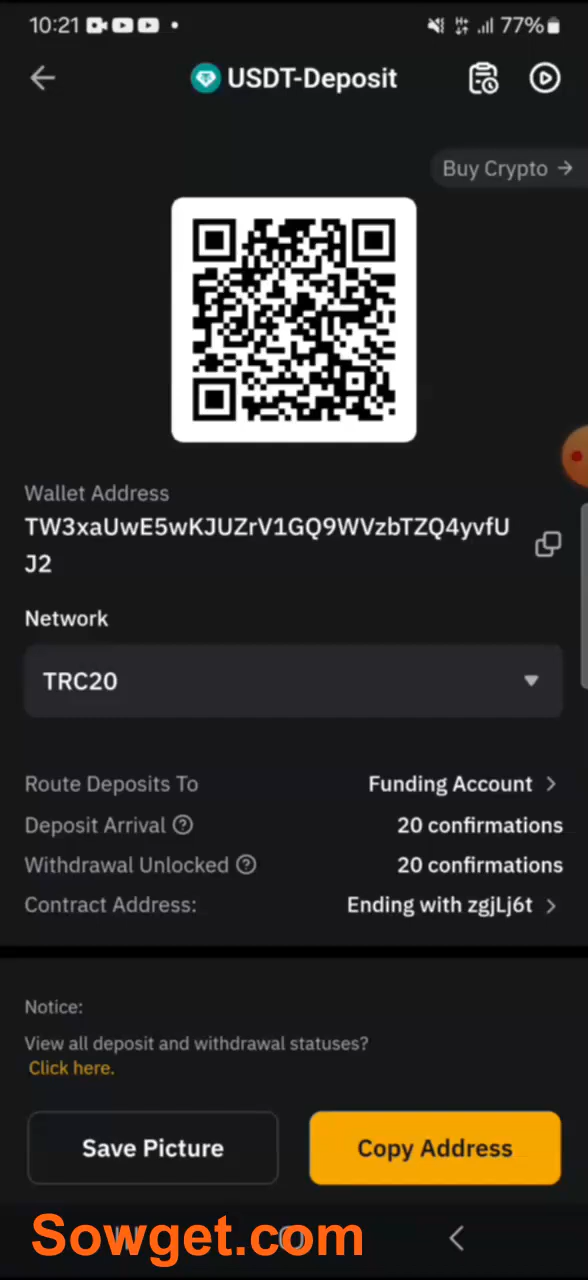 10:21
77%
USDT-Deposit
Buy Crypto
Wallet Address
TW3xaUwE5wKJUZrV1GQ9WVzbTZQ4yvfU
J2
Network
TRC20
Route Deposits To Funding Account
Deposit Arrival 20 confirmations
Withdrawal Unlocked 20 confirmations
Contract Address: Ending with zgjLj6t
Notice:
View all deposit and withdrawal statuses?
Click here.
Save Picture Copy Address
Sowget.com